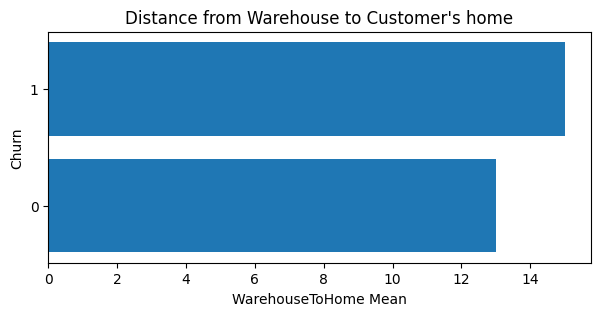 Distance from Warehouse to Customer's home
Churn
1
0
0 2 4 6 8 10 12 14
WarehouseToHome Mean